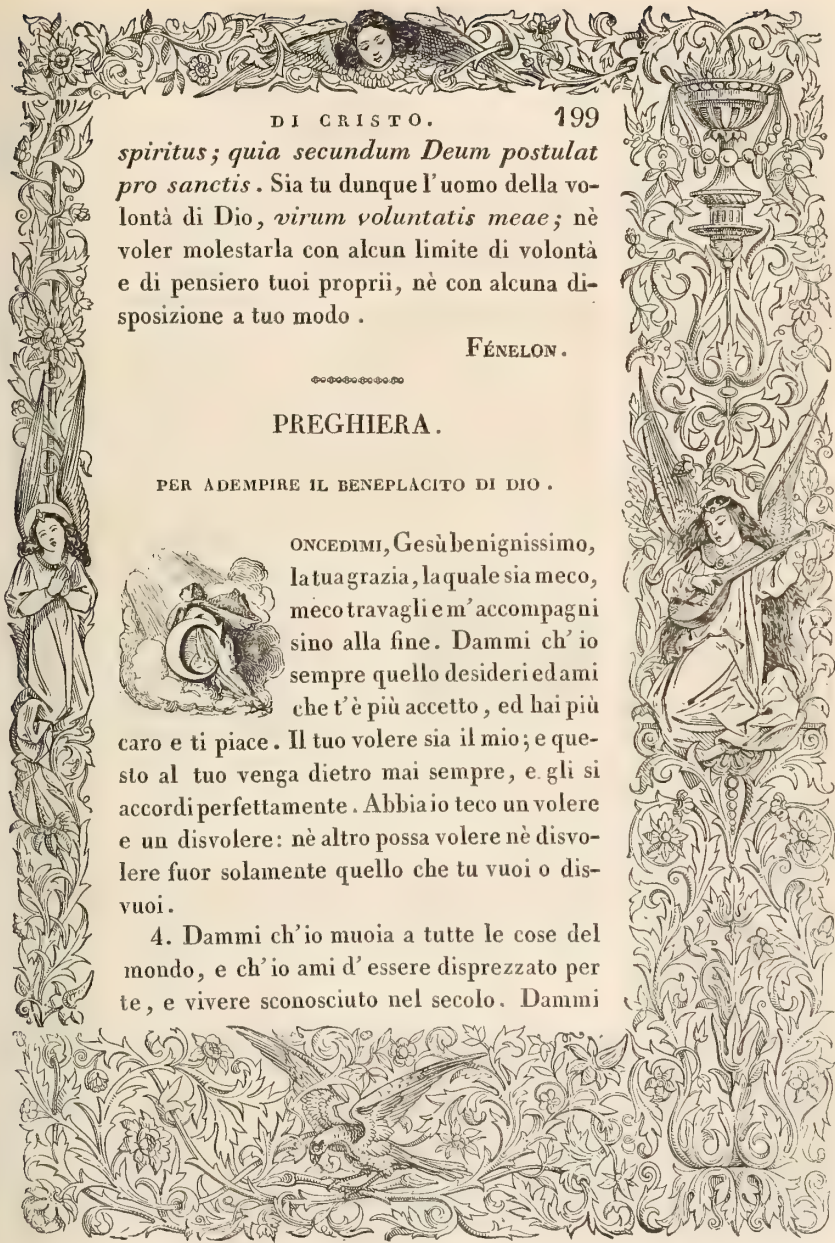 DI CRISTO. 199
spiritus; quia secundum Deum postulat
pro sanctis. Sia tu dunque l'uomo della vo-
lontà di Dio, virum voluntatis meae; nè
voler molestarla con alcun limite di volontà
e di pensiero tuoi proprii, nè con alcuna di-
sposizione a tuo modo.
FÉNELON.
PREGHIERA.
PER ADEMPIRE IL BENEPLACITO DI DIO.
CONCEDIMI, Gesù benignissimo,
la tua grazia, la quale sia meco,
meco travagli e m'accompagni
sino alla fine. Dammi ch' io
sempre quello desideri ed ami
che t'è più accetto, ed hai più
caro e ti piace. Il tuo volere sia il mio; e que-
sto al tuo venga dietro mai sempre, e gli si
accordi perfettamente. Abbia io teco un volere
e un disvolere: nè altro possa volere nè disvo-
lere fuor solamente quello che tu vuoi o dis-
vuoi.
4. Dammi ch'io muoia a tutte le cose del
mondo, e ch'io ami d'essere disprezzato per
te, e vivere sconosciuto nel secolo. Dammi